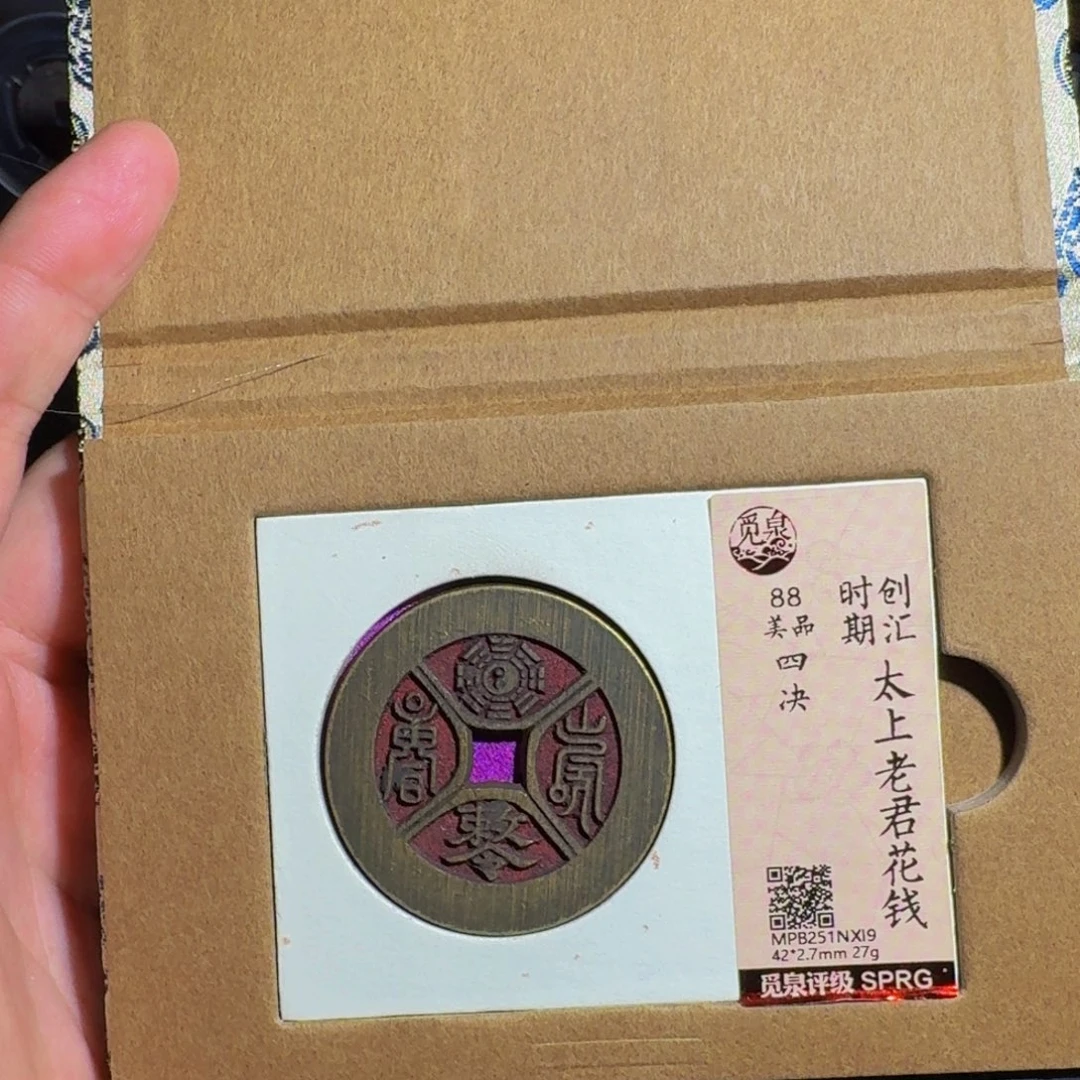 觅泉
创汇
时期
太上老君花钱
88
美品
四决
MPB251NXI9
42*2.7mm 27g
觅泉评级 SPRG